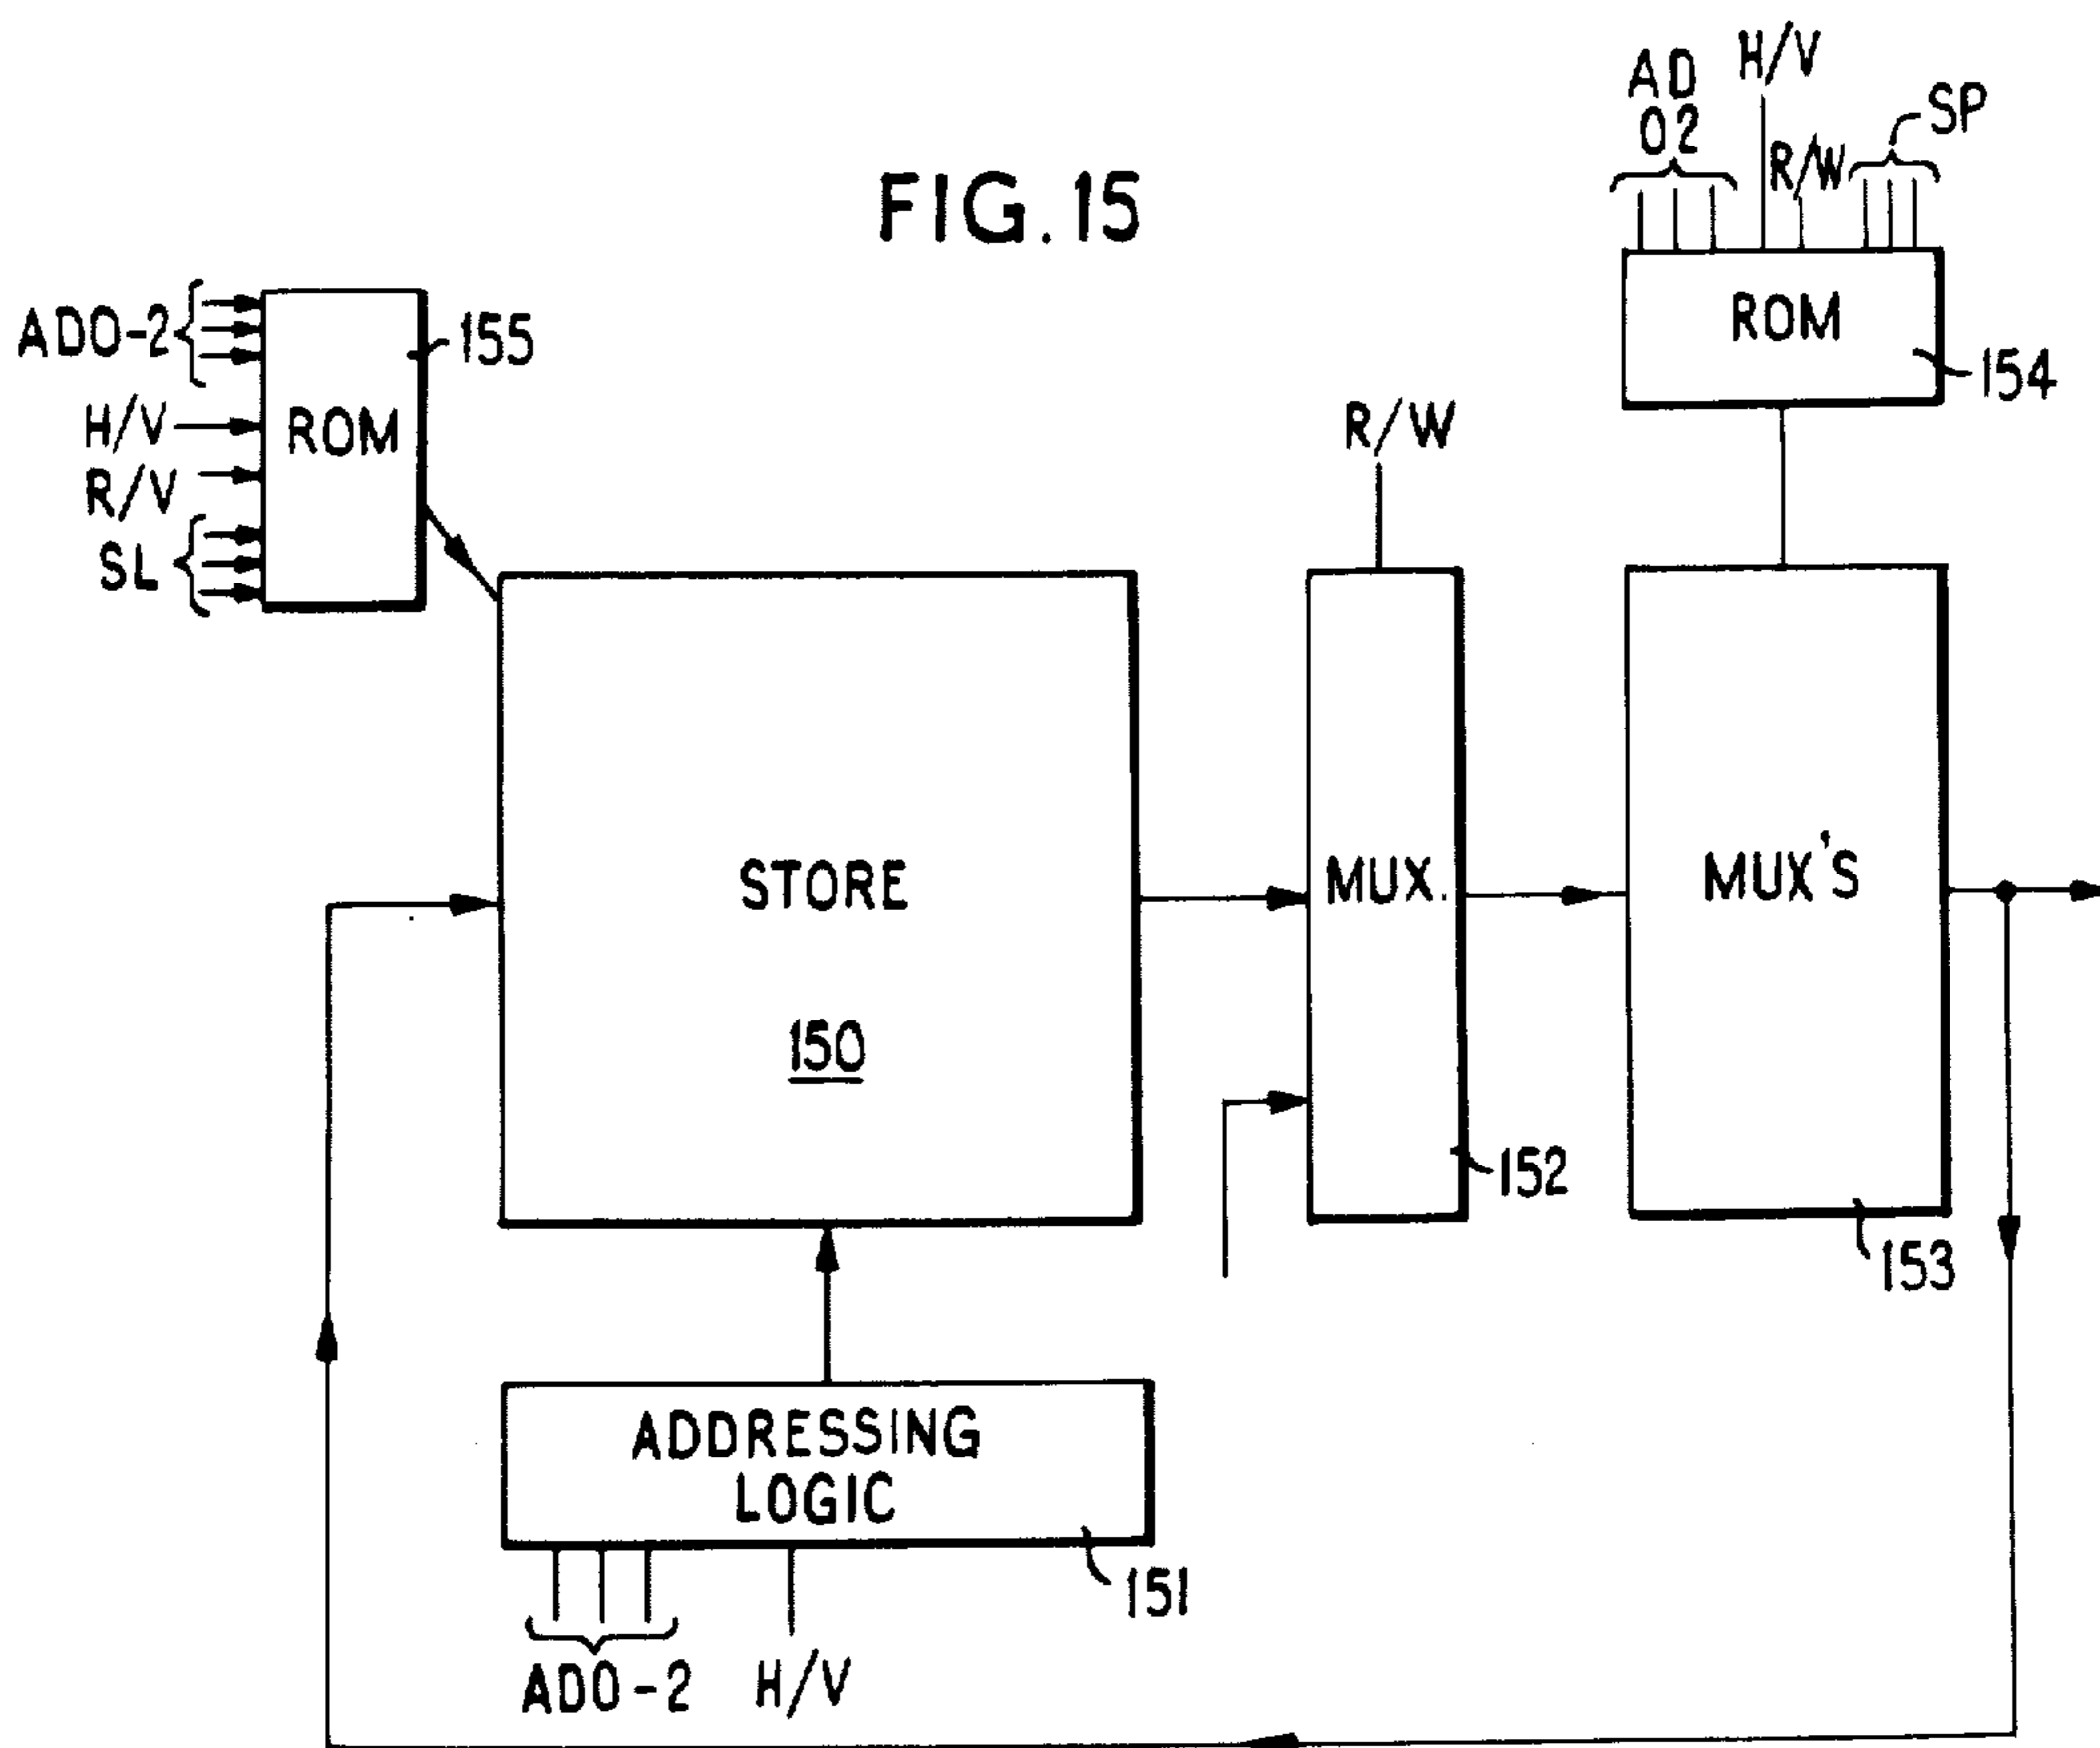 FIG. 15
AD
02
H/V
R/W
SP
ROM
154
ADO-2
H/V
R/V
SL
ROM
155
R/W
STORE
150
MUX.
152
MUX'S
153
ADDRESSING
LOGIC
151
ADO-2
H/V